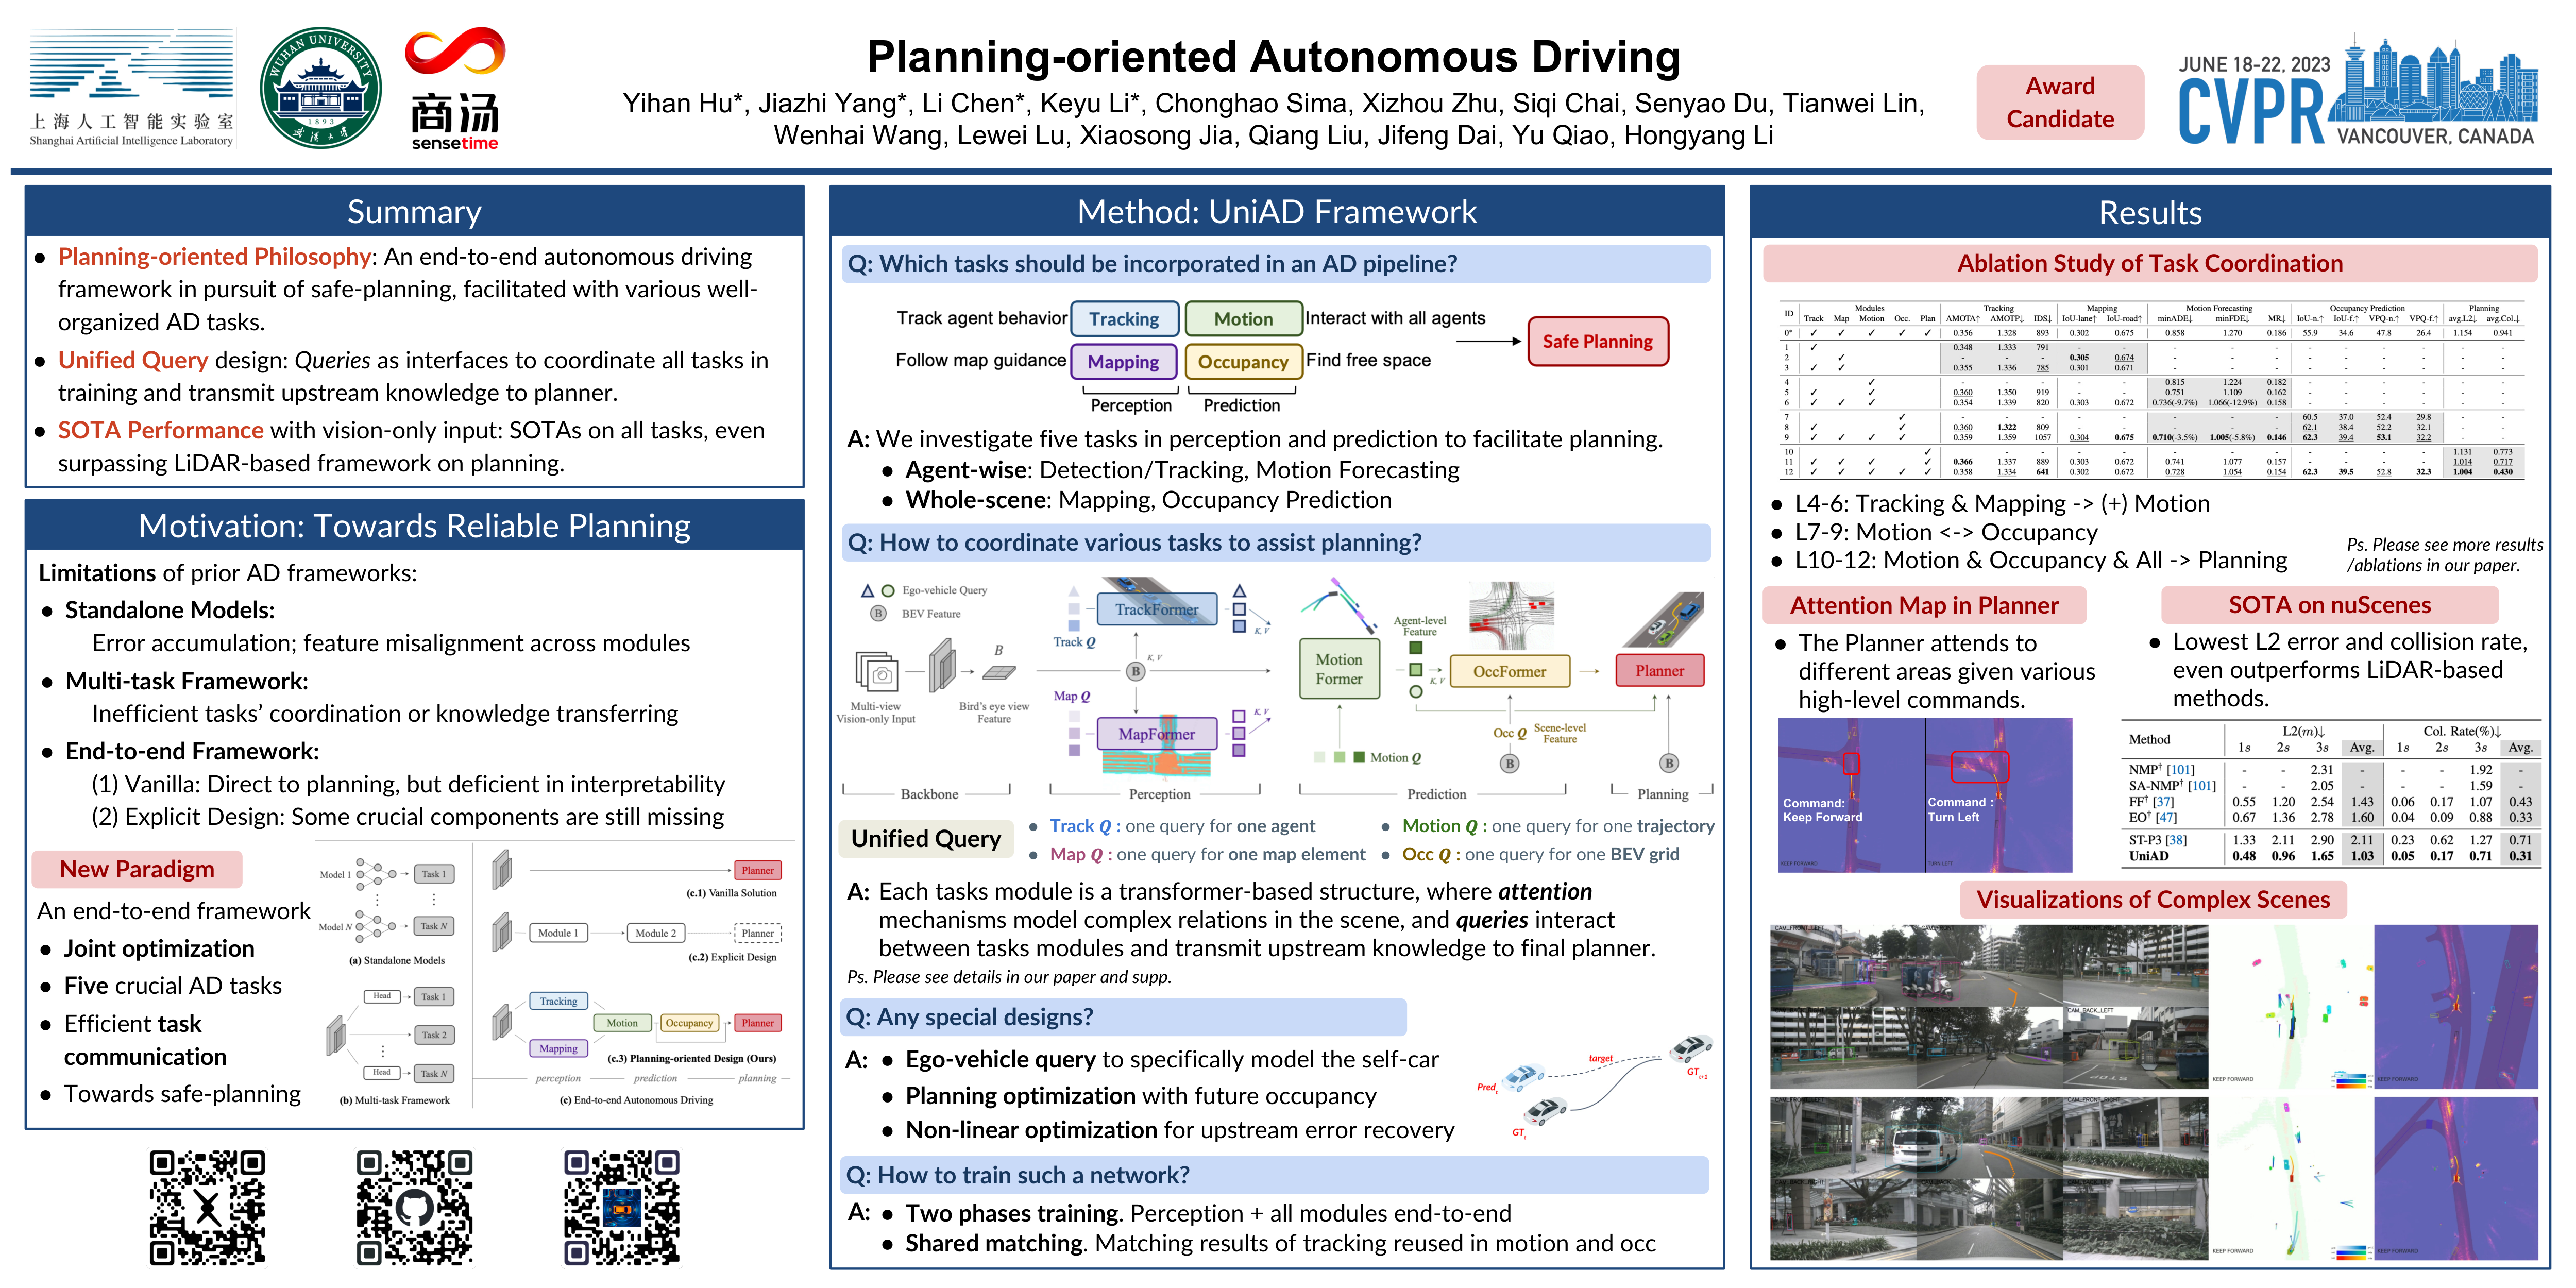 上海人工智能实验室
Shanghai Artificial Intelligence Laboratory
WUHAN UNIVERSITY
1893
武汉大学
商汤
sensetime
Planning-oriented Autonomous Driving
Yihan Hu*, Jiazhi Yang*, Li Chen*, Keyu Li*, Chonghao Sima, Xizhou Zhu, Siqi Chai, Senyao Du, Tianwei Lin,
Wenhai Wang, Lewei Lu, Xiaosong Jia, Qiang Liu, Jifeng Dai, Yu Qiao, Hongyang Li
Award
Candidate
JUNE 18-22, 2023
CVPR
VANCOUVER, CANADA
Summary
● Planning-oriented Philosophy: An end-to-end autonomous driving
framework in pursuit of safe-planning, facilitated with various well-
organized AD tasks.
● Unified Query design: Queries as interfaces to coordinate all tasks in
training and transmit upstream knowledge to planner.
● SOTA Performance with vision-only input: SOTAs on all tasks, even
surpassing LiDAR-based framework on planning.
Motivation: Towards Reliable Planning
Limitations of prior AD frameworks:
● Standalone Models:
Error accumulation; feature misalignment across modules
● Multi-task Framework:
Inefficient tasks’ coordination or knowledge transferring
● End-to-end Framework:
(1) Vanilla: Direct to planning, but deficient in interpretability
(2) Explicit Design: Some crucial components are still missing
New Paradigm
An end-to-end framework
● Joint optimization
● Five crucial AD tasks
● Efficient task
communication
● Towards safe-planning
Model 1 Task 1
⋮ ⋮
Model N Task N
(a) Standalone Models
Head Task 1
Task 2
⋮ ⋮
Head Task N
(b) Multi-task Framework
Planner
(c.1) Vanilla Solution
Module 1 Module 2 Planner
(c.2) Explicit Design
Tracking
Motion Occupancy Planner
Mapping
(c.3) Planning-oriented Design (Ours)
perception prediction planning
(c) End-to-end Autonomous Driving
Method: UniAD Framework
Q: Which tasks should be incorporated in an AD pipeline?
Track agent behavior Tracking Motion Interact with all agents
Safe Planning
Follow map guidance Mapping Occupancy Find free space
Perception Prediction
A: We investigate five tasks in perception and prediction to facilitate planning.
● Agent-wise: Detection/Tracking, Motion Forecasting
● Whole-scene: Mapping, Occupancy Prediction
Q: How to coordinate various tasks to assist planning?
Ego-vehicle Query
B BEV Feature
Multi-view
Vision-only Input
B
Bird's eye view
Feature
Backbone
TrackFormer
Track Q
K, V
K, V
B
Map Q
K, V
MapFormer
Perception
Motion
Former
Motion Q
Agent-level
Feature
K, V
OccFormer
Occ Q
Scene-level
Feature
B
Prediction
Planner
B
Planning
Unified Query
● Track Q : one query for one agent
● Motion Q : one query for one trajectory
● Map Q : one query for one map element
● Occ Q : one query for one BEV grid
A: Each tasks module is a transformer-based structure, where attention
mechanisms model complex relations in the scene, and queries interact
between tasks modules and transmit upstream knowledge to final planner.
Ps. Please see details in our paper and supp.
Q: Any special designs?
A: ● Ego-vehicle query to specifically model the self-car
● Planning optimization with future occupancy
● Non-linear optimization for upstream error recovery
target
Pred t
GT t+1
GT t
Q: How to train such a network?
A: ● Two phases training. Perception + all modules end-to-end
● Shared matching. Matching results of tracking reused in motion and occ
Results
Ablation Study of Task Coordination
Modules Tracking Mapping Motion Forecasting Occupancy Prediction Planning
ID Track Map Motion Occ. Plan AMOTA↑ AMOTP↓ IDS↓ IoU-lane↑ IoU-road↑ minADE↓ minFDE↓ MR↓ IoU-n.↑ IoU-f.↑ VPQ-n.↑ VPQ-f.↑ avg.L2↓ avg.Col.↓
0* ✓ ✓ ✓ ✓ ✓ 0.356 1.328 893 0.302 0.675 0.858 1.270 0.186 55.9 34.6 47.8 26.4 1.154 0.941
1 ✓ 0.348 1.333 791 - - - - - - - - - - -
2 ✓ - - - 0.305 0.674 - - - - - - - - -
3 ✓ ✓ 0.355 1.336 785 0.301 0.671 - - - - - - - - -
4 ✓ - - - - - 0.815 1.224 0.182 - - - - - -
5 ✓ ✓ 0.360 1.350 919 - - 0.751 1.109 0.162 - - - - - -
6 ✓ ✓ ✓ 0.354 1.339 820 0.303 0.672 0.736(-9.7%) 1.066(-12.9%) 0.158 - - - - - -
7 ✓ - - - - - - - - 60.5 37.0 52.4 29.8 - -
8 ✓ ✓ 0.360 1.322 809 - - - - - 62.1 38.4 52.2 32.1 - -
9 ✓ ✓ ✓ ✓ 0.359 1.359 1057 0.304 0.675 0.710(-3.5%) 1.005(-5.8%) 0.146 62.3 39.4 53.1 32.2 - -
10 ✓ - - - - - - - - - - - - 1.131 0.773
11 ✓ ✓ ✓ ✓ 0.366 1.337 889 0.303 0.672 0.741 1.077 0.157 - - - - 1.014 0.717
12 ✓ ✓ ✓ ✓ ✓ 0.358 1.334 641 0.302 0.672 0.728 1.054 0.154 62.3 39.5 52.8 32.3 1.004 0.430
● L4-6: Tracking & Mapping -> (+) Motion
● L7-9: Motion <-> Occupancy
● L10-12: Motion & Occupancy & All -> Planning
Ps. Please see more results
/ablations in our paper.
Attention Map in Planner
● The Planner attends to
different areas given various
high-level commands.
Command:
Keep Forward
KEEP FORWARD
Command :
Turn Left
TURN LEFT
SOTA on nuScenes
● Lowest L2 error and collision rate,
even outperforms LiDAR-based
methods.
Method L2(m)↓ Col. Rate(%)↓
1s 2s 3s Avg. 1s 2s 3s Avg.
NMP† [101] - - 2.31 - - - 1.92 -
SA-NMP† [101] - - 2.05 - - - 1.59 -
FF† [37] 0.55 1.20 2.54 1.43 0.06 0.17 1.07 0.43
EO† [47] 0.67 1.36 2.78 1.60 0.04 0.09 0.88 0.33
ST-P3 [38] 1.33 2.11 2.90 2.11 0.23 0.62 1.27 0.71
UniAD 0.48 0.96 1.65 1.03 0.05 0.17 0.71 0.31
Visualizations of Complex Scenes
CAM_FRONT_LEFT
CAM_FRONT
CAM_BACK_LEFT
KEEP FORWARD
KEEP FORWARD
CAM_FRONT_LEFT
CAM_FRONT_RIGHT
KEEP FORWARD
KEEP FORWARD